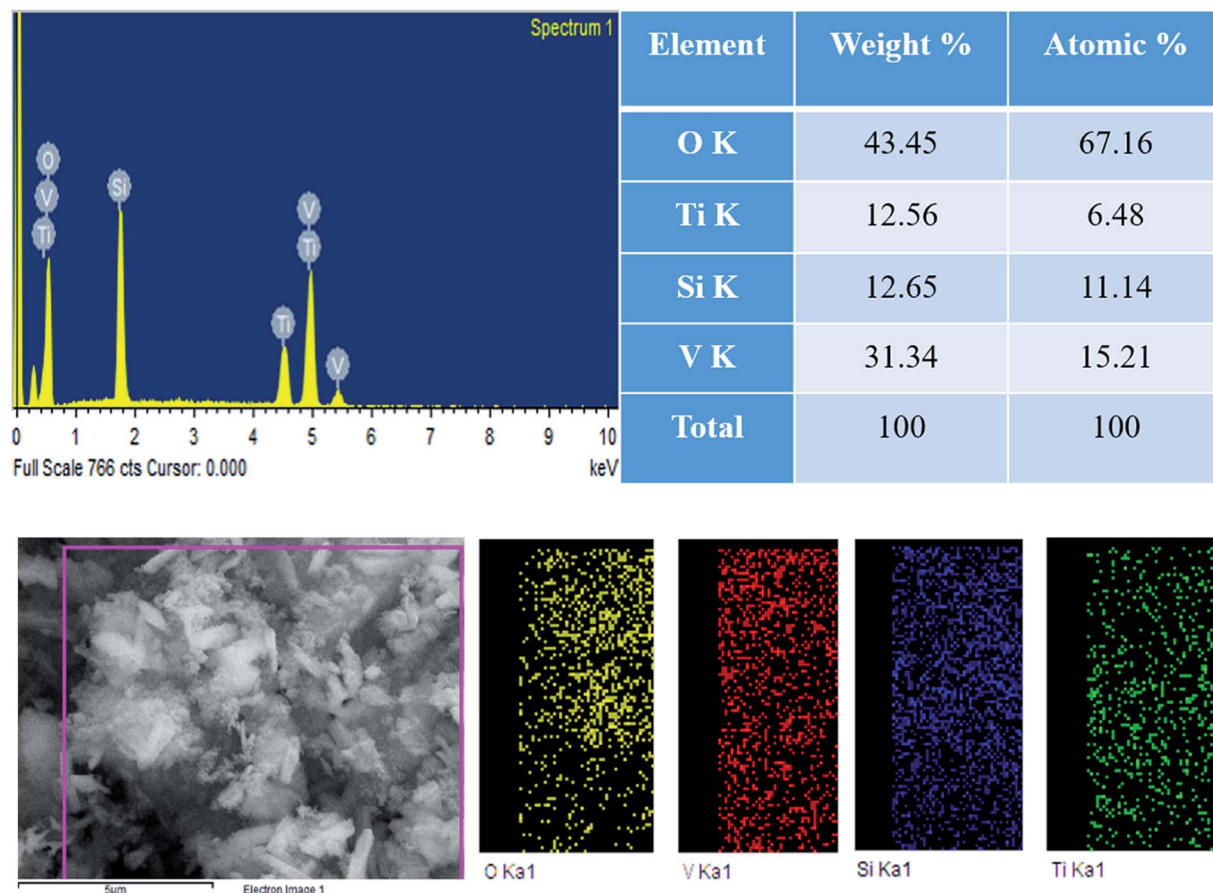 Spectrum 1
O
V
Ti
Si
Ti
V
Ti
V
0 1 2 3 4 5 6 7 8 9 10
Full Scale 766 cts Cursor: 0.000 keV
Element Weight % Atomic %
O K 43.45 67.16
Ti K 12.56 6.48
Si K 12.65 11.14
V K 31.34 15.21
Total 100 100
5μm Electron Image 1
O Ka1
V Ka1
Si Ka1
Ti Ka1